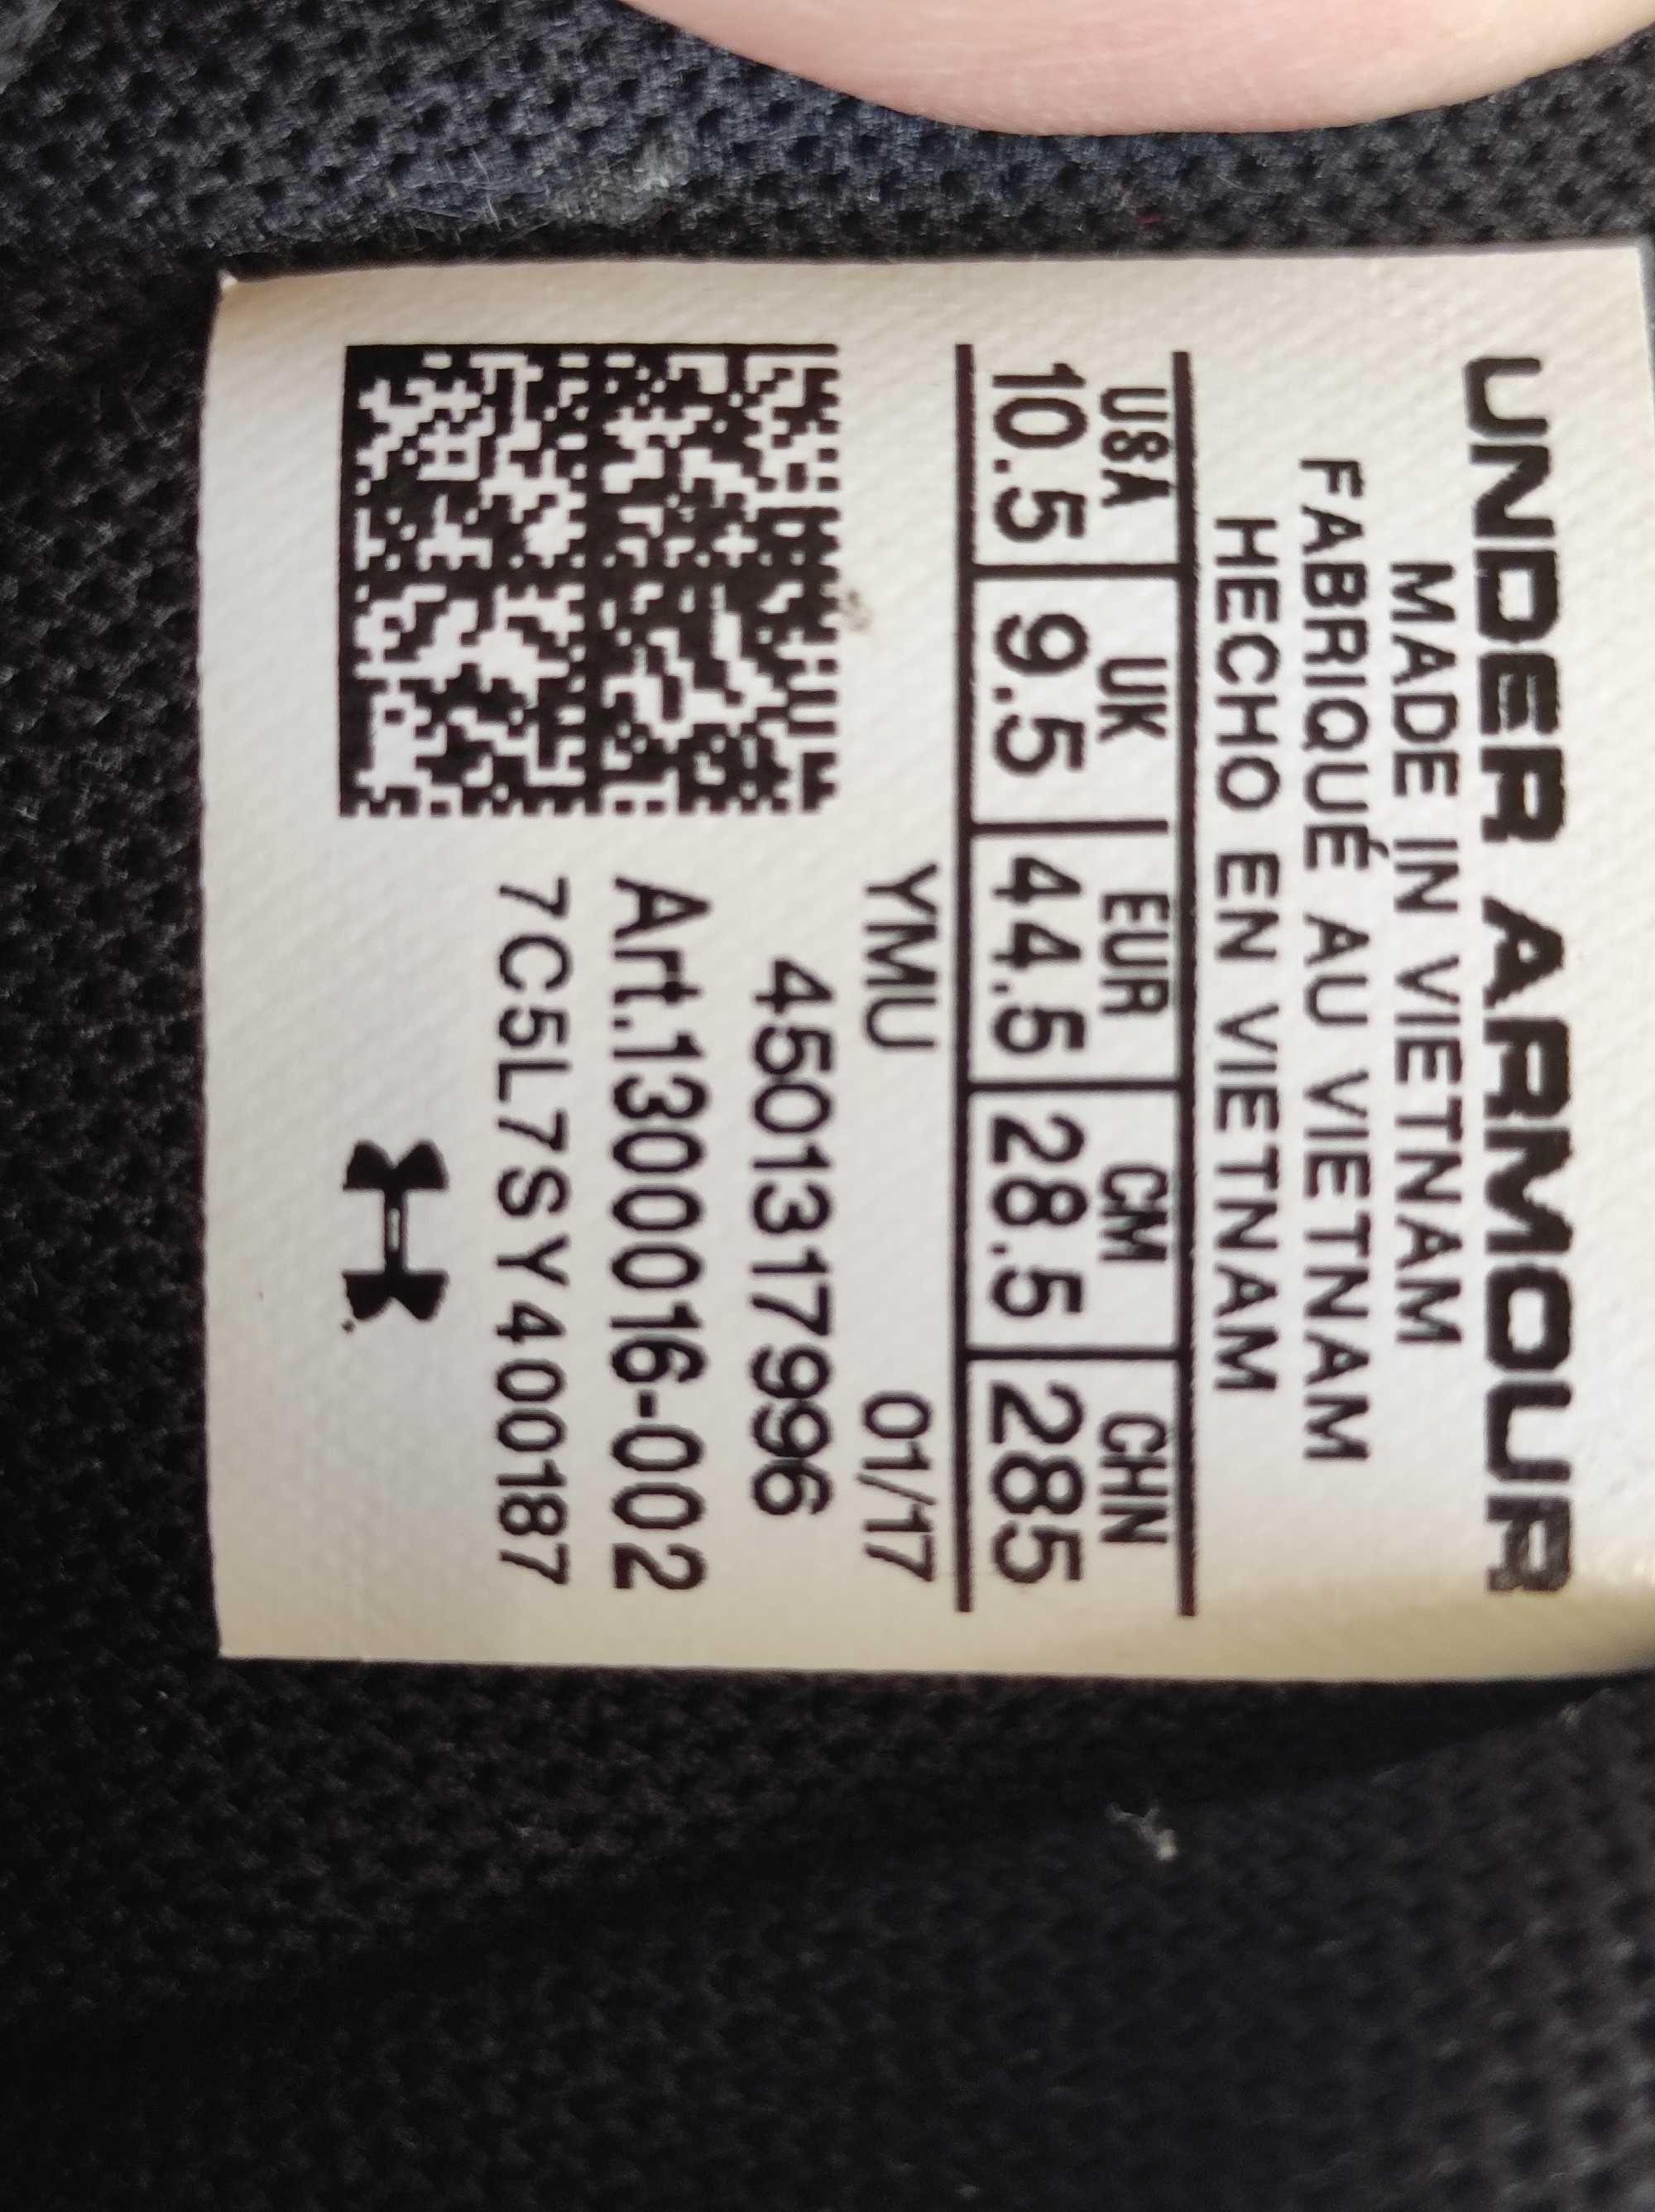 UNDER ARMOUR
MADE IN VIETNAM
FABRIQUÉ AU VIETNAM
HECHO EN VIETNAM
USA UK EUR CM CHN
10.5 9.5 44.5 28.5 285
YMU 01/17
4501317996
Art.1300016-002
7C5L7SY400187